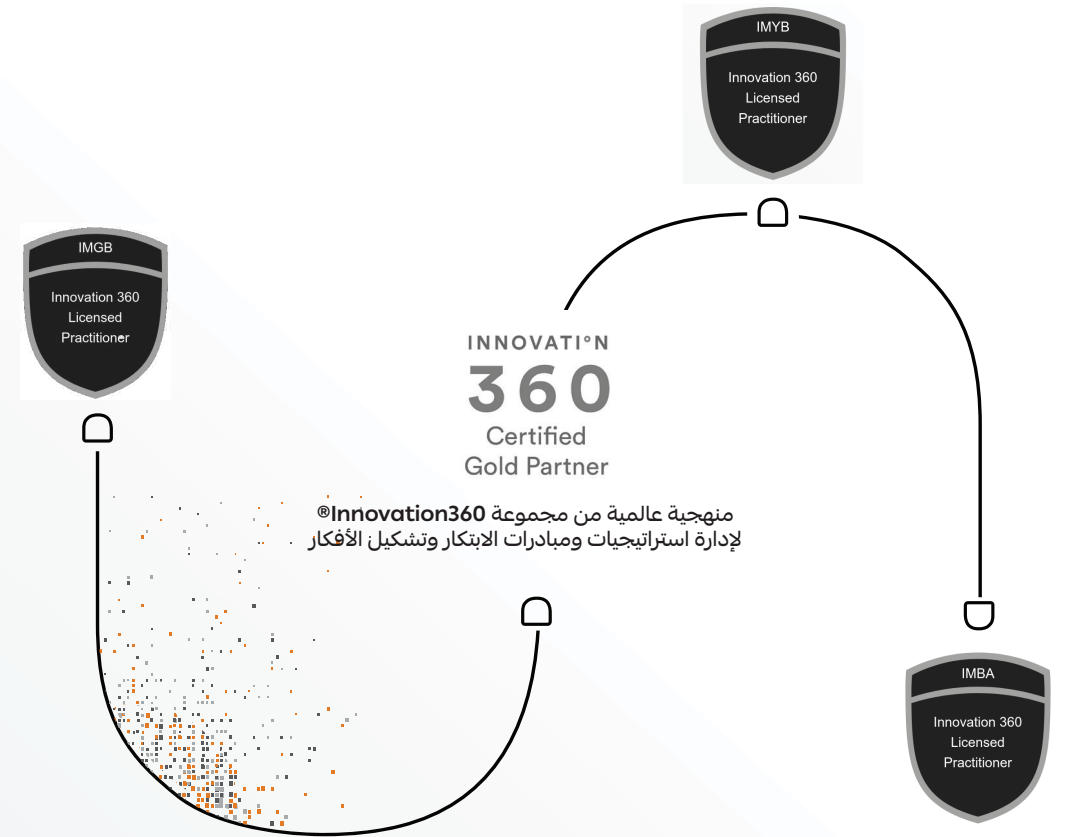 IMYB
Innovation 360
Licensed
Practitioner
IMGB
Innovation 360
Licensed
Practitioner
INNOVATI°N
360
Certified
Gold Partner
منهجية عالمية من مجموعة Innovation360®
لإدارة استراتيجيات ومبادرات الابتكار وتشكيل الأفكار
IMBA
Innovation 360
Licensed
Practitioner